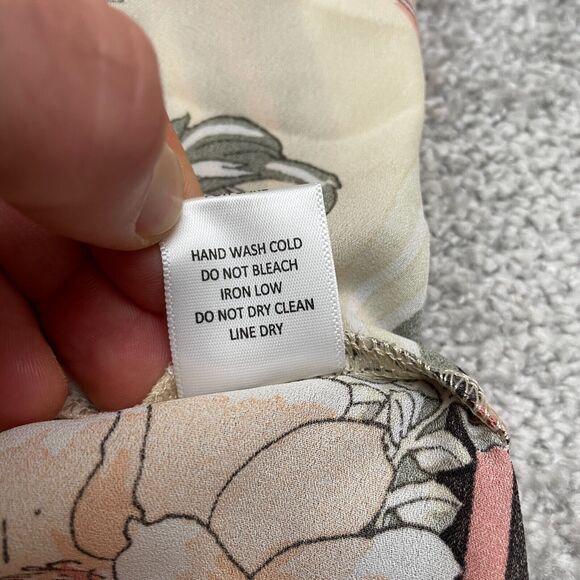 HAND WASH COLD
DO NOT BLEACH
IRON LOW
DO NOT DRY CLEAN
LINE DRY